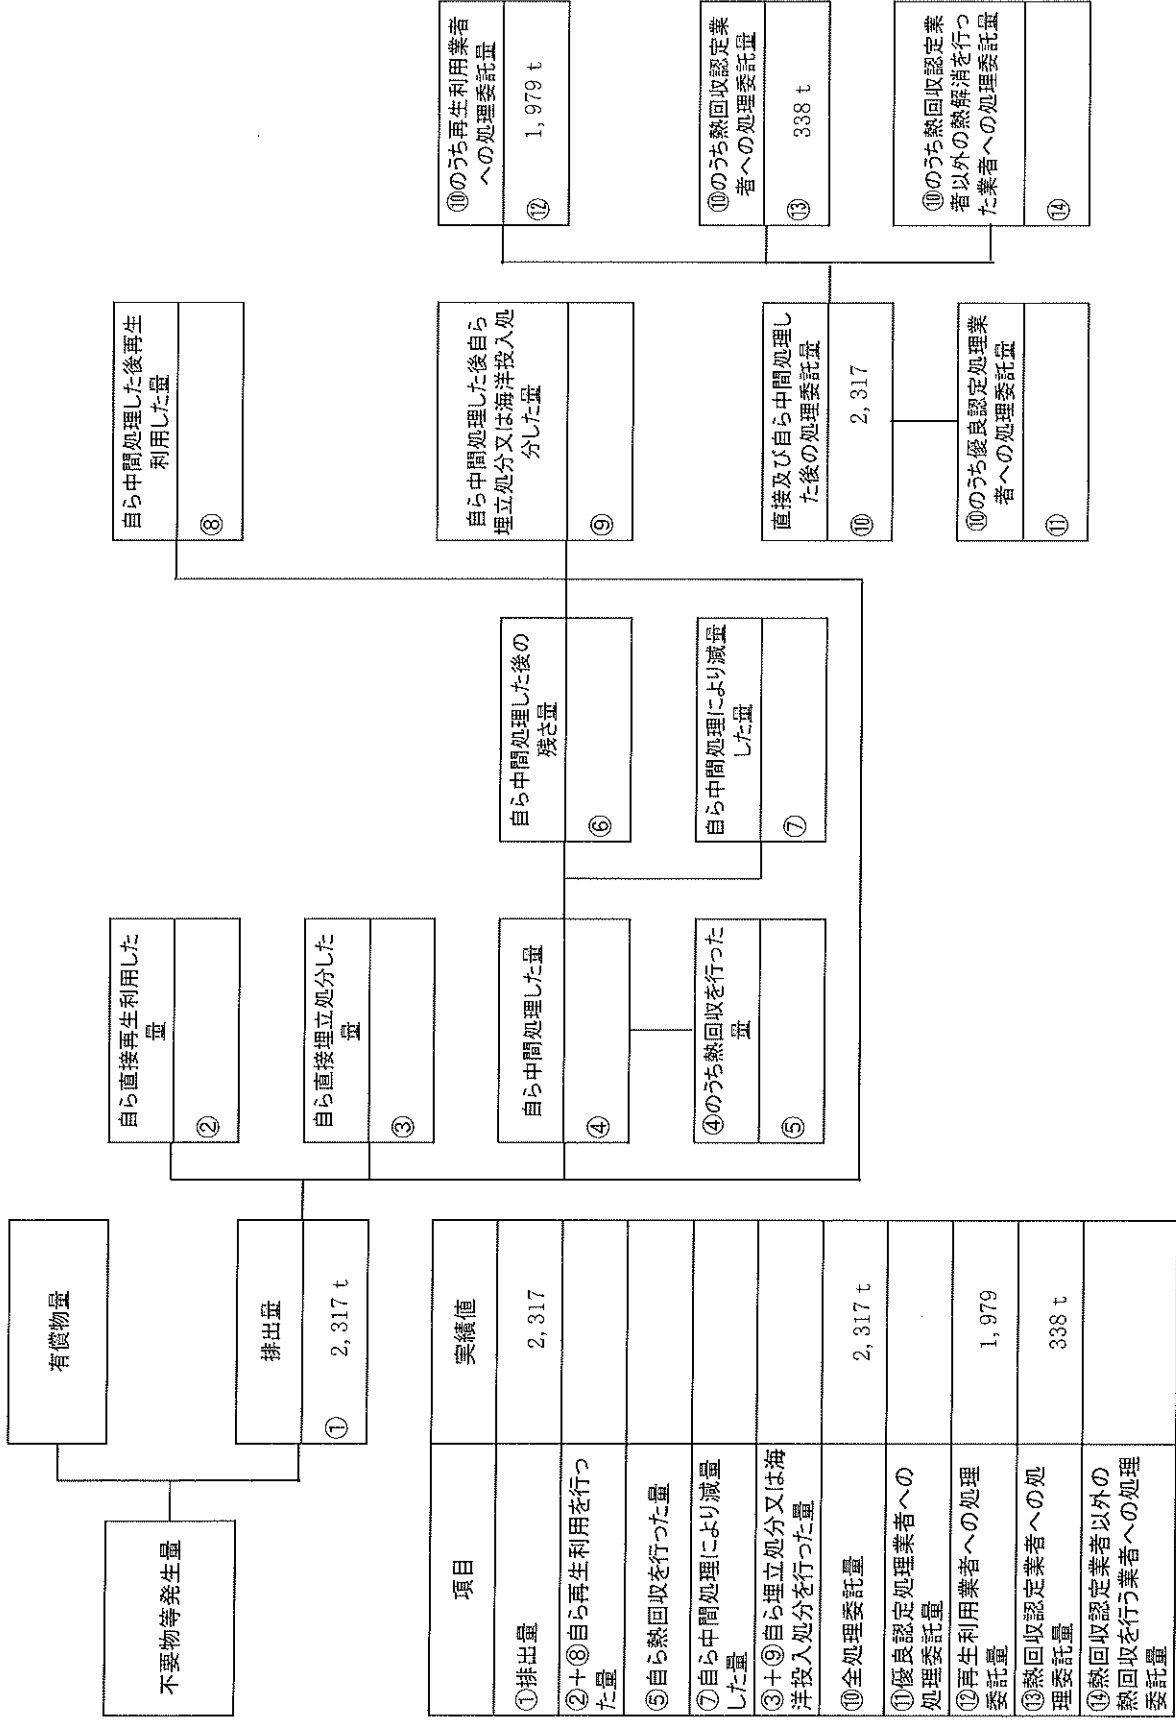 不要物等発生量
有償物量
排出量
① 2,317 t
自ら直接再生利用した
量
②
自ら直接埋立処分した
量
③
自ら中間処理した量
④
④のうち熱回収を行った
量
⑤
自ら中間処理した後の
残さ量
⑥
自ら中間処理により減量
した量
⑦
自ら中間処理した後再生
利用した量
⑧
自ら中間処理した後自ら
埋立処分又は海洋投入処
分した量
⑨
直接及び自ら中間処理し
た後の処理委託量
⑩ 2,317
⑩のうち優良認定処理業
者への処理委託量
⑪
⑩のうち再生利用業者
への処理委託量
⑫ 1,979 t
⑩のうち熱回収認定業
者への処理委託量
⑬ 338 t
⑩のうち熱回収認定業
者以外の熱解消を行っ
た業者への処理委託量
⑭
項目 実績値
①排出量 2,317
②+⑧自ら再生利用を行っ
た量
⑤自ら熱回収を行った量
⑦自ら中間処理により減量
した量
③+⑨自ら埋立処分又は海
洋投入処分を行った量
⑩全処理委託量 2,317 t
⑪優良認定処理業者への
処理委託量
⑫再生利用業者への処理
委託量 1,979
⑬熱回収認定業者への処
理委託量 338 t
⑭熱回収認定業者以外の
熱回収を行う業者への処理
委託量